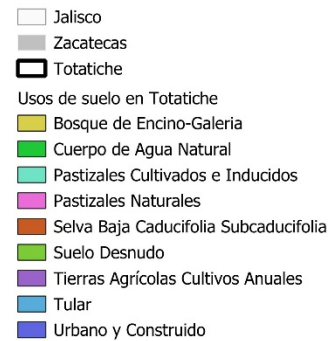 Jalisco
Zacatecas
Totatiche
Usos de suelo en Totatiche
Bosque de Encino-Galeria
Cuerpo de Agua Natural
Pastizales Cultivados e Inducidos
Pastizales Naturales
Selva Baja Caducifolia Subcaducifolia
Suelo Desnudo
Tierras Agrícolas Cultivos Anuales
Tular
Urbano y Construido